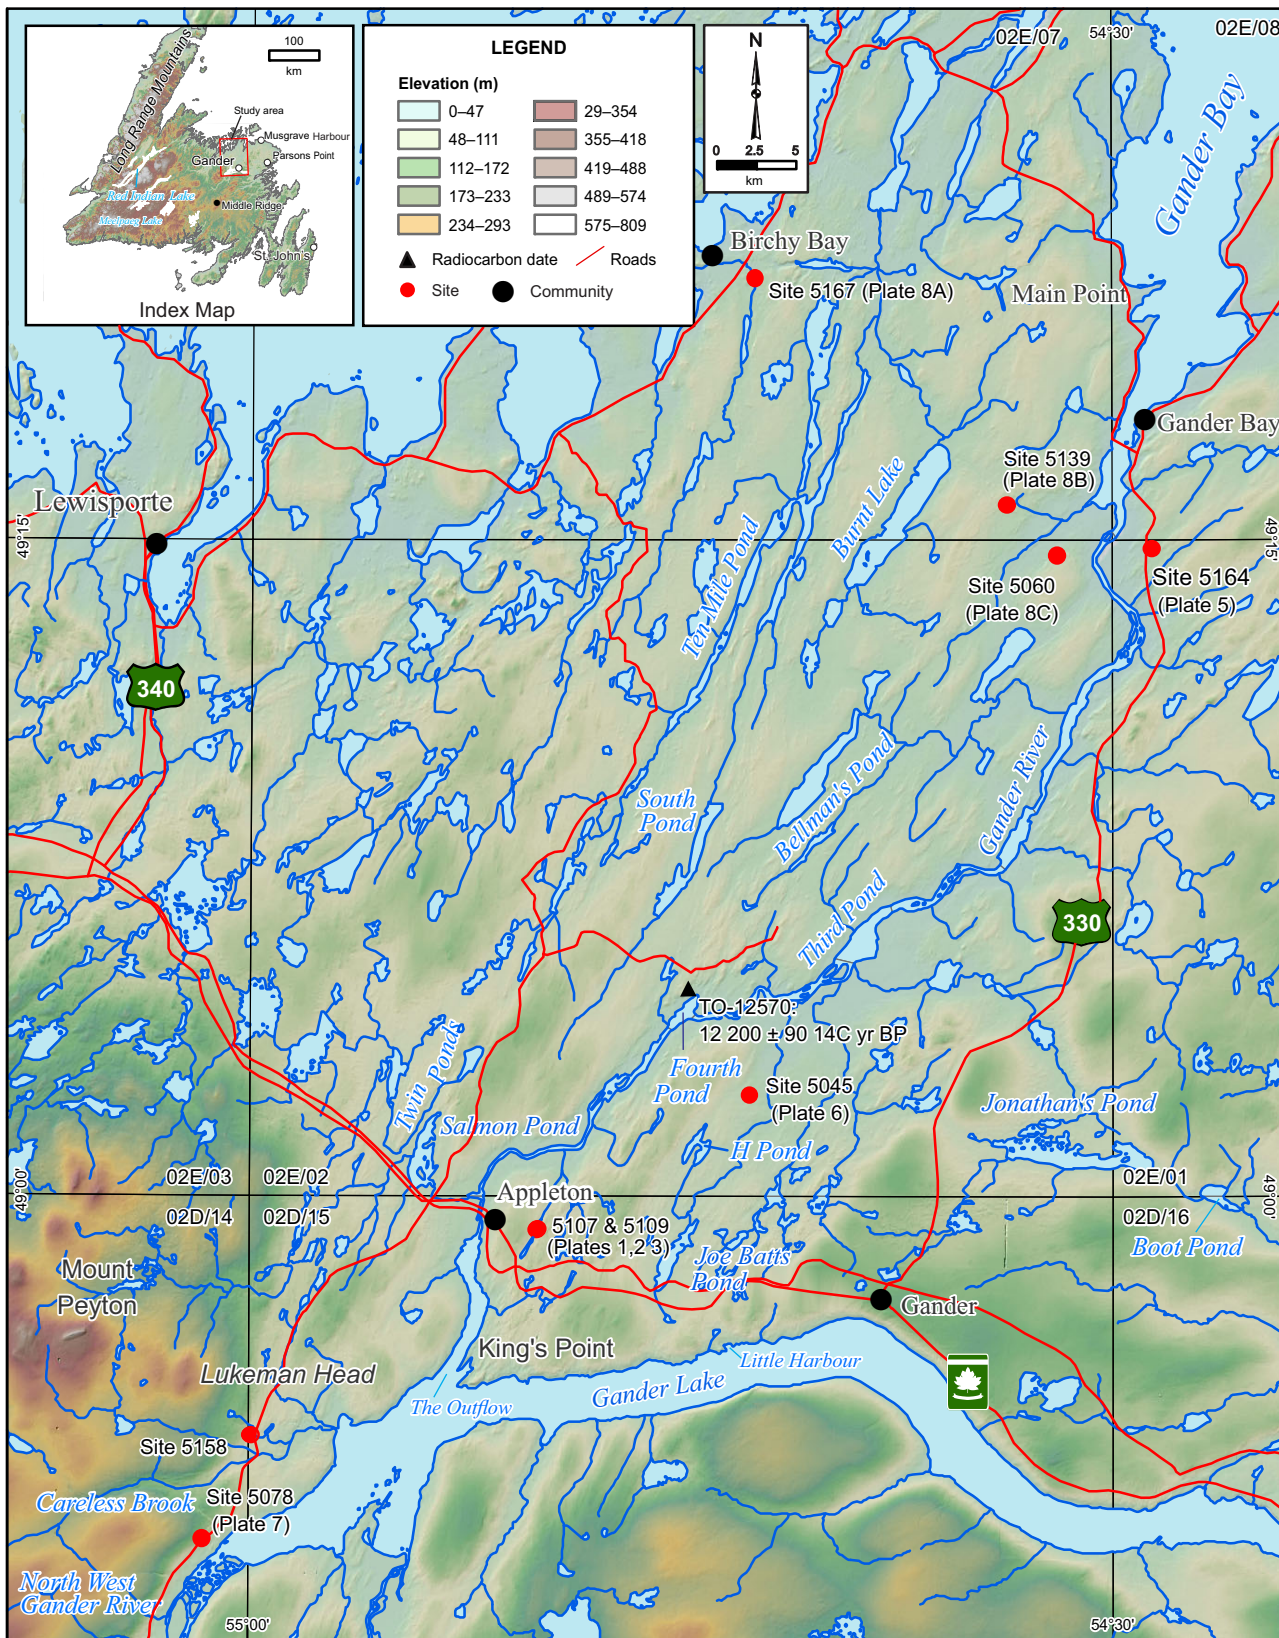 100
km
Long Range Mountains
Study area
Musgrave Harbour
Gander
Parsons Point
Red Indian Lake
Middle Ridge
Meelpaeg Lake
St. John's
Index Map
LEGEND
Elevation (m)
0–47
48–111
112–172
173–233
234–293
29–354
355–418
419–488
489–574
575–809
Radiocarbon date
Roads
Site
Community
N
0 2.5 5
km
02E/07
54°30'
02E/08
Gander Bay
Birchy Bay
Site 5167 (Plate 8A)
Main Point
Gander Bay
Site 5139
(Plate 8B)
Lewisporte
49°15'
49°15'
Burnt Lake
Ten Mile Pond
Site 5060
(Plate 8C)
Site 5164
(Plate 5)
340
South
Pond
Bellman's Pond
Gander River
Third Pond
330
TO-12570:
12 200 ± 90 14C yr BP
Fourth
Pond
Site 5045
(Plate 6)
Twin Ponds
Salmon Pond
Jonathan's Pond
H Pond
49°00'
02E/03
02E/02
02E/01
49°00'
02D/14
02D/15
02D/16
Appleton
5107 & 5109
(Plates 1,2 3)
Boot Pond
Joe Batts
Pond
Mount
Peyton
Gander
King's Point
Little Harbour
Lukeman Head
Gander Lake
The Outflow
Site 5158
Careless Brook
Site 5078
(Plate 7)
North West
Gander River
55°00'
54°30'